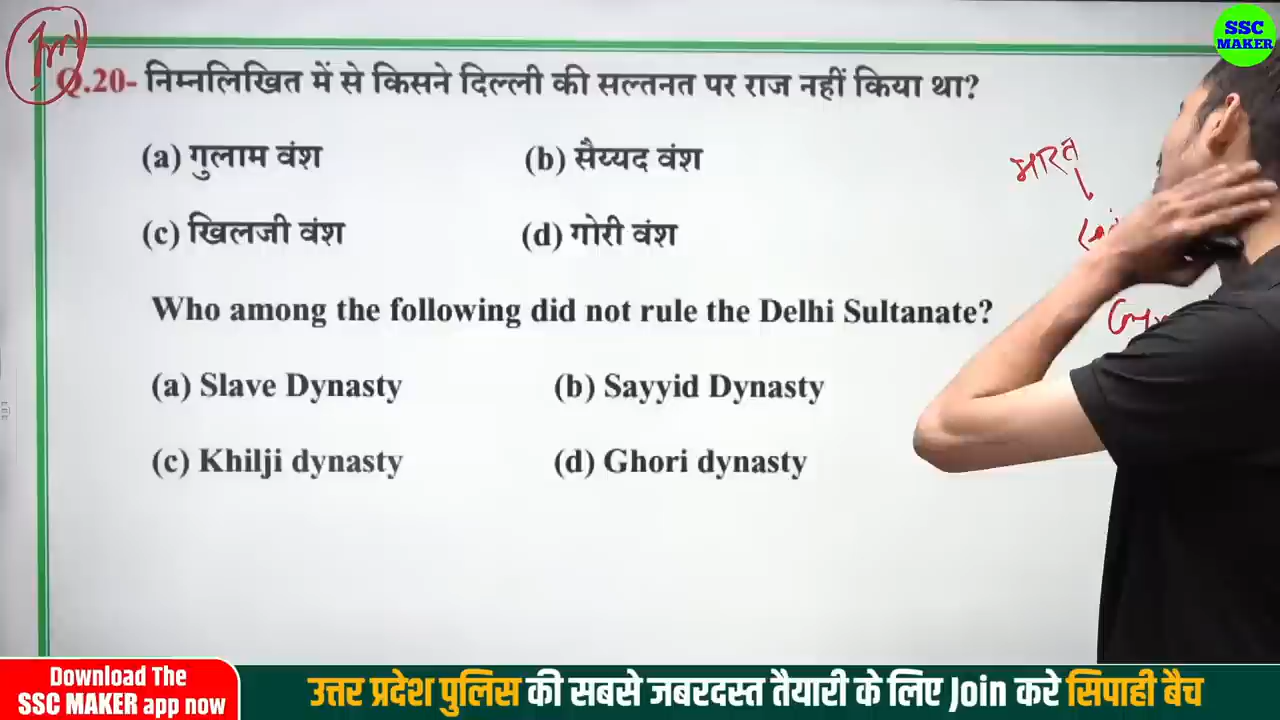 SSC
MAKER
Q.20- निम्नलिखित में से किसने दिल्ली की सल्तनत पर राज नहीं किया था?
(a) गुलाम वंश (b) सैय्यद वंश
(c) खिलजी वंश (d) गोरी वंश
भारत
Who among the following did not rule the Delhi Sultanate?
(a) Slave Dynasty (b) Sayyid Dynasty
(c) Khilji dynasty (d) Ghori dynasty
Download The
SSC MAKER app now
उत्तर प्रदेश पुलिस की सबसे जबरदस्त तैयारी के लिए Join करे सिपाही बैच